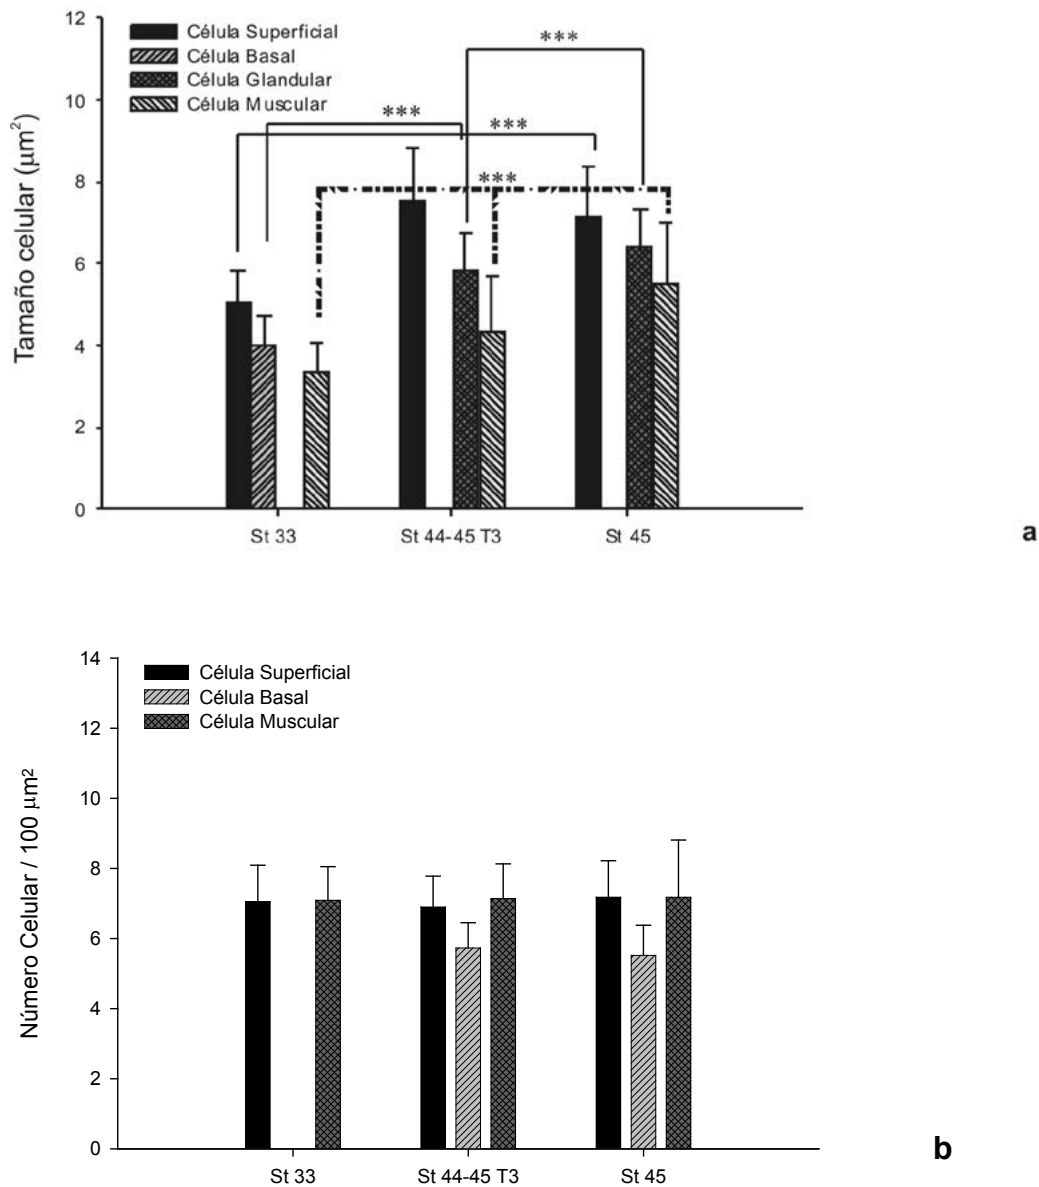 12
10
8
6
4
2
0
Tamaño celular (μm²)
Célula Superficial
Célula Basal
Célula Glandular
Célula Muscular
***
***
***
***
St 33
St 44-45 T3
St 45
a
14
12
10
8
6
4
2
0
Número Celular / 100 μm²
Célula Superficial
Célula Basal
Célula Muscular
St 33
St 44-45 T3
St 45
b